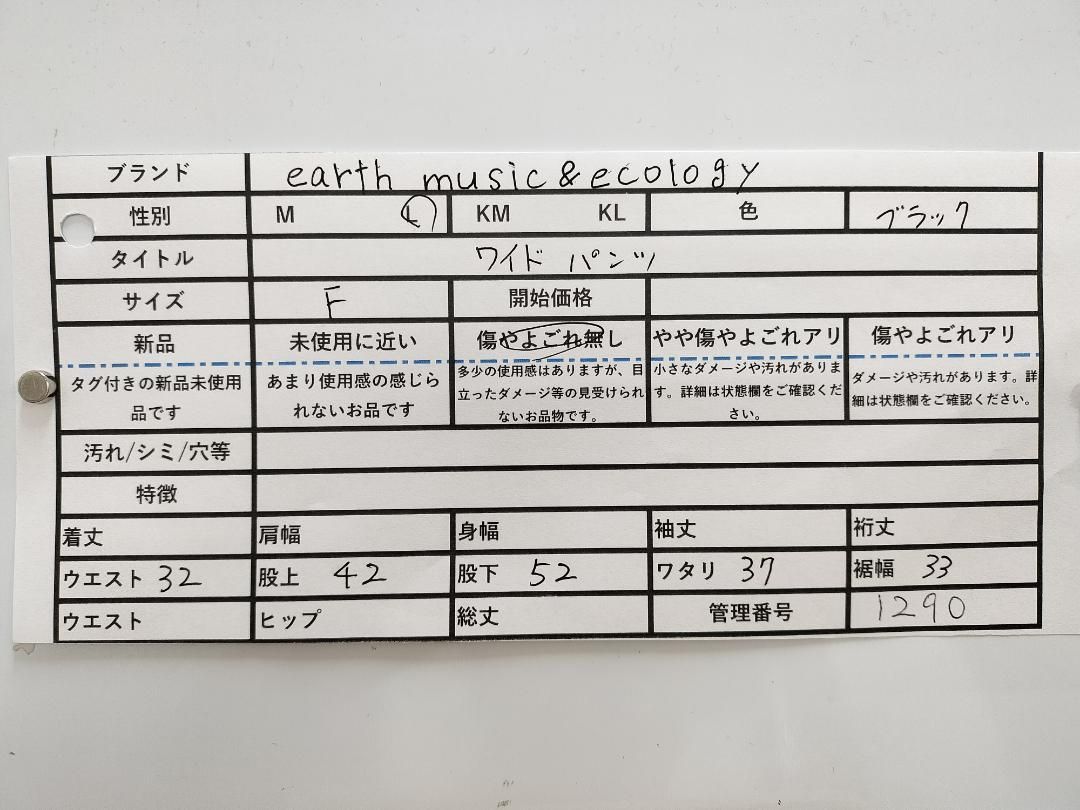 ブランド earth music&ecology
性別 M L KM KL 色 ブラック
タイトル ワイド パンツ
サイズ F 開始価格
新品 未使用に近い 傷やよごれ無し やや傷やよごれアリ 傷やよごれアリ
タグ付きの新品未使用 あまり使用感の感じら 多少の使用感はありますが、目 小さなダメージや汚れがありま ダメージや汚れがあります。詳
品です れないお品です 立ったダメージ等の見受けられ す。詳細は状態欄をご確認くだ 細は状態欄をご確認ください。
ないお品物です。 さい。
汚れ/シミ/穴等
特徴
着丈 肩幅 身幅 袖丈 裄丈
ウエスト 32 股上 42 股下 52 ワタリ 37 裾幅 33
ウエスト ヒップ 総丈 管理番号 1290